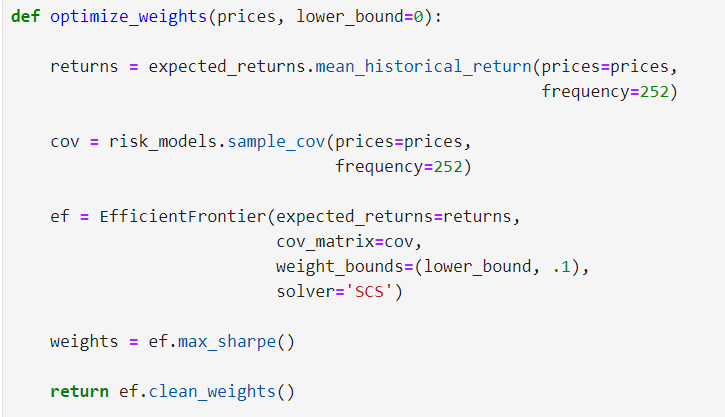 def optimize_weights(prices, lower_bound=0):
    returns = expected_returns.mean_historical_return(prices=prices,
                                                      frequency=252)
    cov = risk_models.sample_cov(prices=prices,
                                 frequency=252)
    ef = EfficientFrontier(expected_returns=returns,
                           cov_matrix=cov,
                           weight_bounds=(lower_bound, .1),
                           solver='SCS')
    weights = ef.max_sharpe()
    return ef.clean_weights()